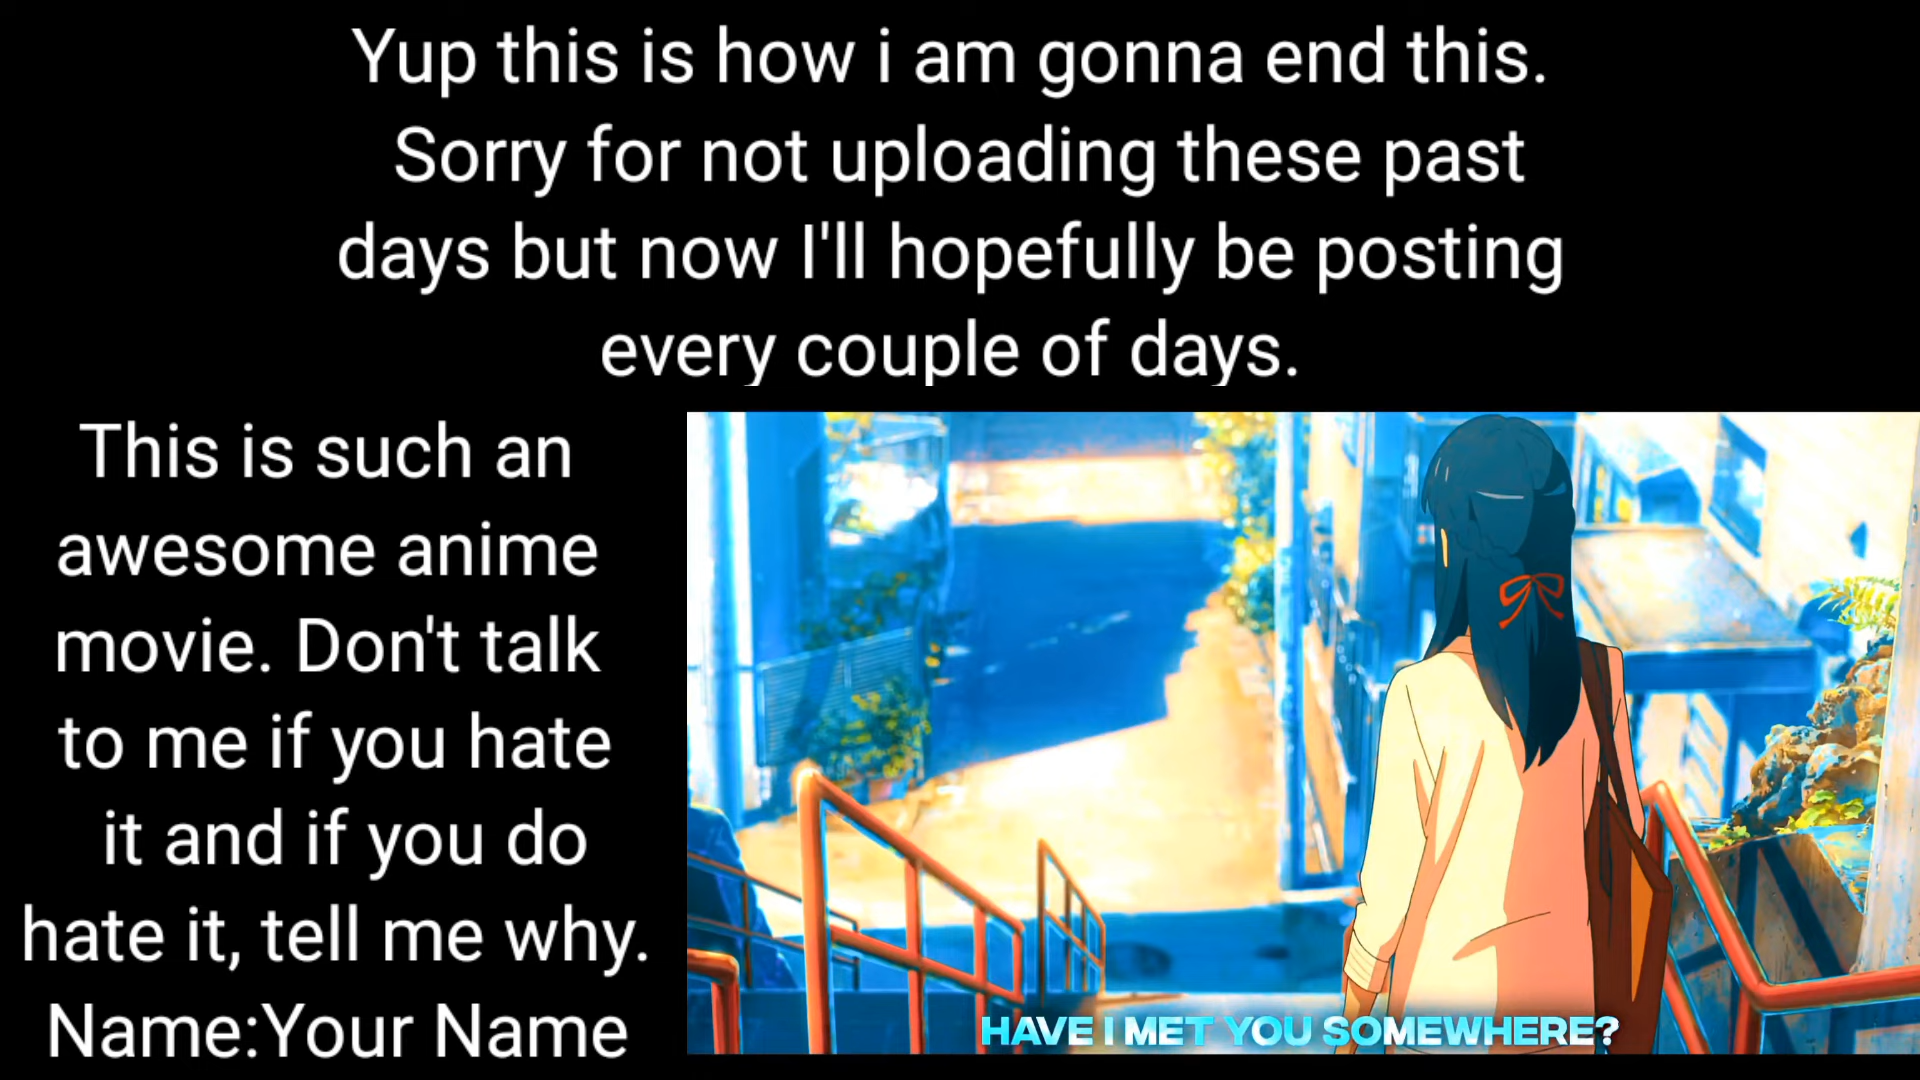 Yup this is how i am gonna end this.
Sorry for not uploading these past
days but now I'll hopefully be posting
every couple of days.
This is such an
awesome anime
movie. Don't talk
to me if you hate
it and if you do
hate it, tell me why.
Name:Your Name
HAVE I MET YOU SOMEWHERE?